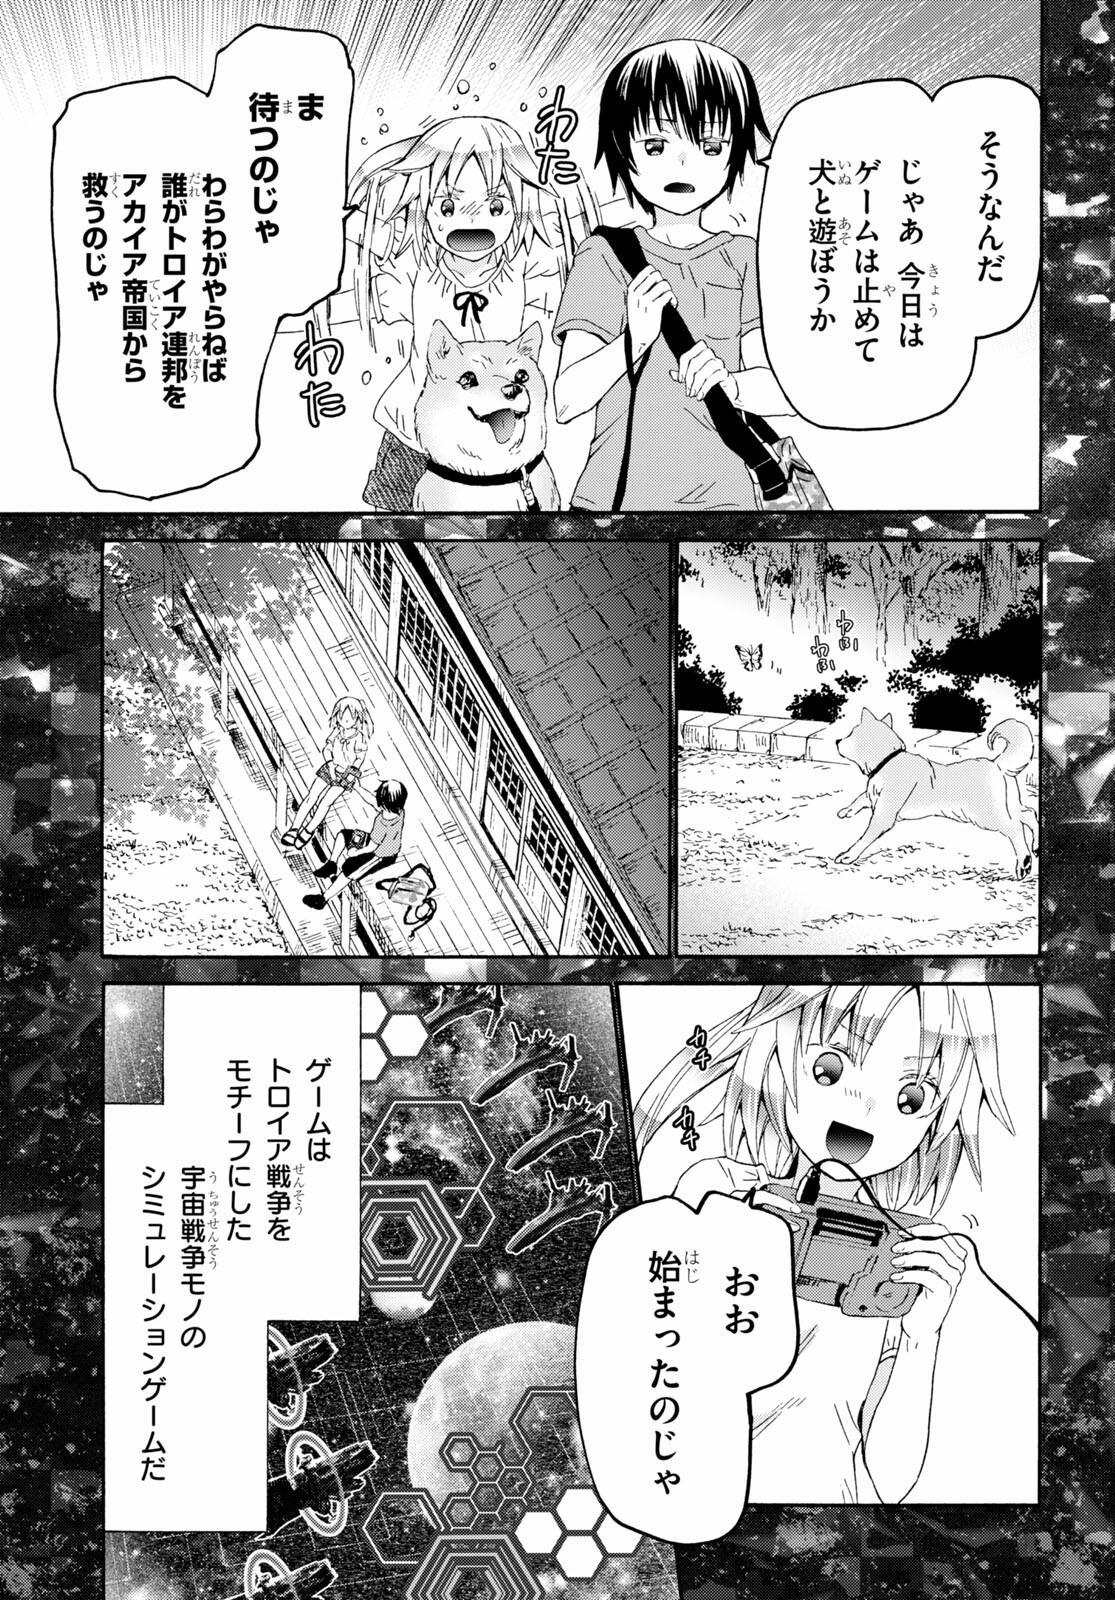 そうなんだ
じゃあ 今日は
ゲームは止めて
犬と遊ぼうか
わた
わた
ま
待つのじゃ
わらわがやらねば
誰がトロイア連邦を
アカイア帝国から
救うのじゃ
わふ
わふ
カチ
カチ
おお
始まったのじゃ
ゲームは
トロイア戦争を
モチーフにした
宇宙戦争モノの
シミュレーションゲームだ